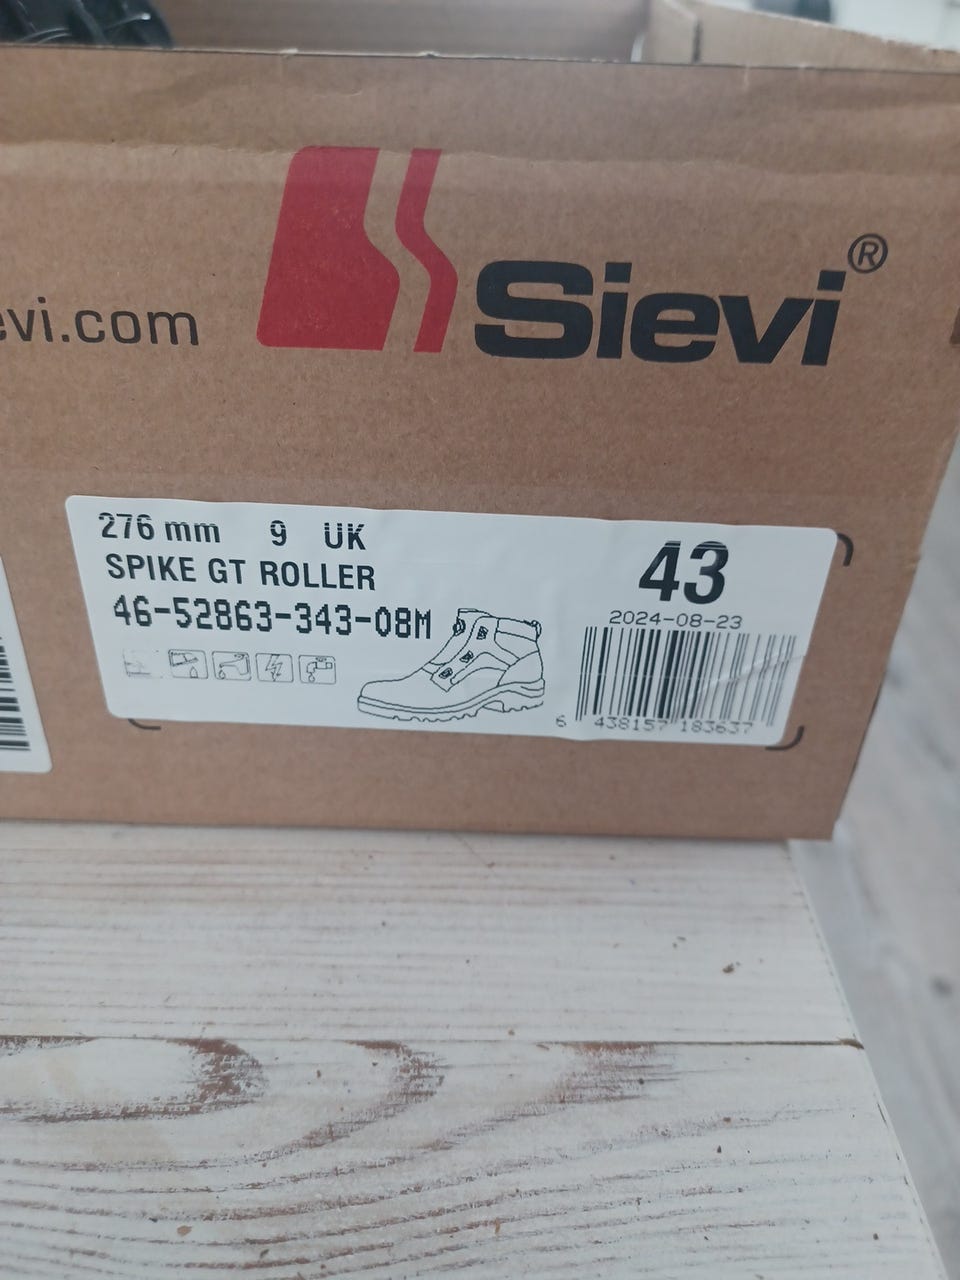 Sievi®
vi.com
276 mm 9 UK
SPIKE GT ROLLER
46-52863-343-08M
43
2024-08-23
6 438157 183637